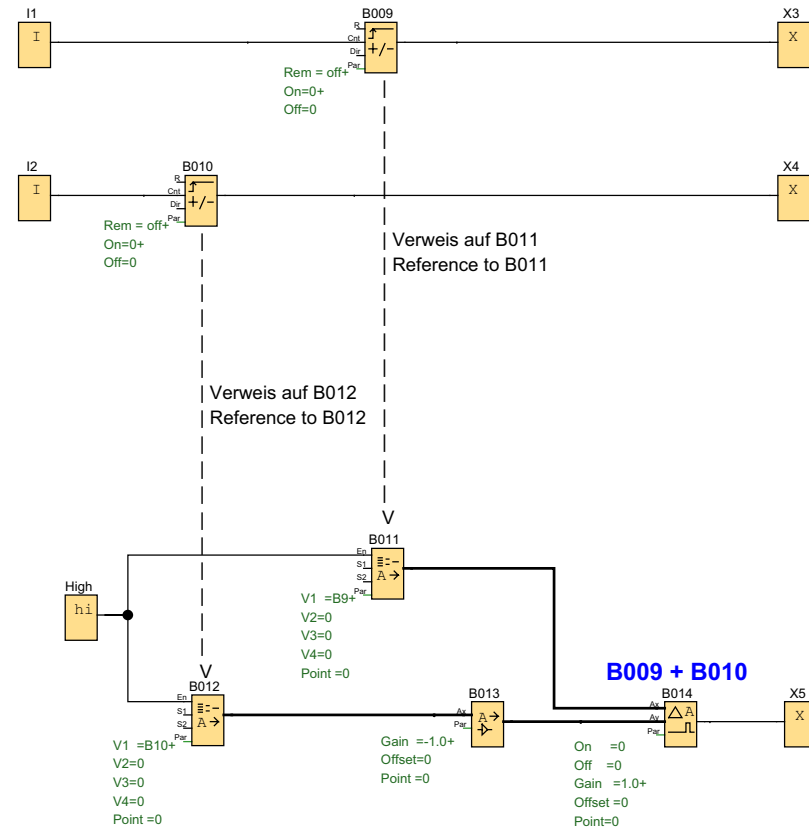 I1
B009
X3
I
R
Cnt
Dir
Par
+/-
X
Rem = off+
On=0+
Off=0
I2
B010
X4
I
R
Cnt
Dir
Par
+/-
X
Rem = off+
On=0+
Off=0
Verweis auf B011
Reference to B011
Verweis auf B012
Reference to B012
V
B011
En
S1
S2
Par
A
High
hi
V1 =B9+
V2=0
V3=0
V4=0
Point =0
V
B012
En
S1
S2
Par
A
V1 =B10+
V2=0
V3=0
V4=0
Point =0
B013
Ax
Par
A
Gain =-1.0+
Offset=0
Point =0
B009 + B010
B014
Ax
Ay
Par
A
On =0
Off =0
Gain =1.0+
Offset =0
Point=0
X5
X